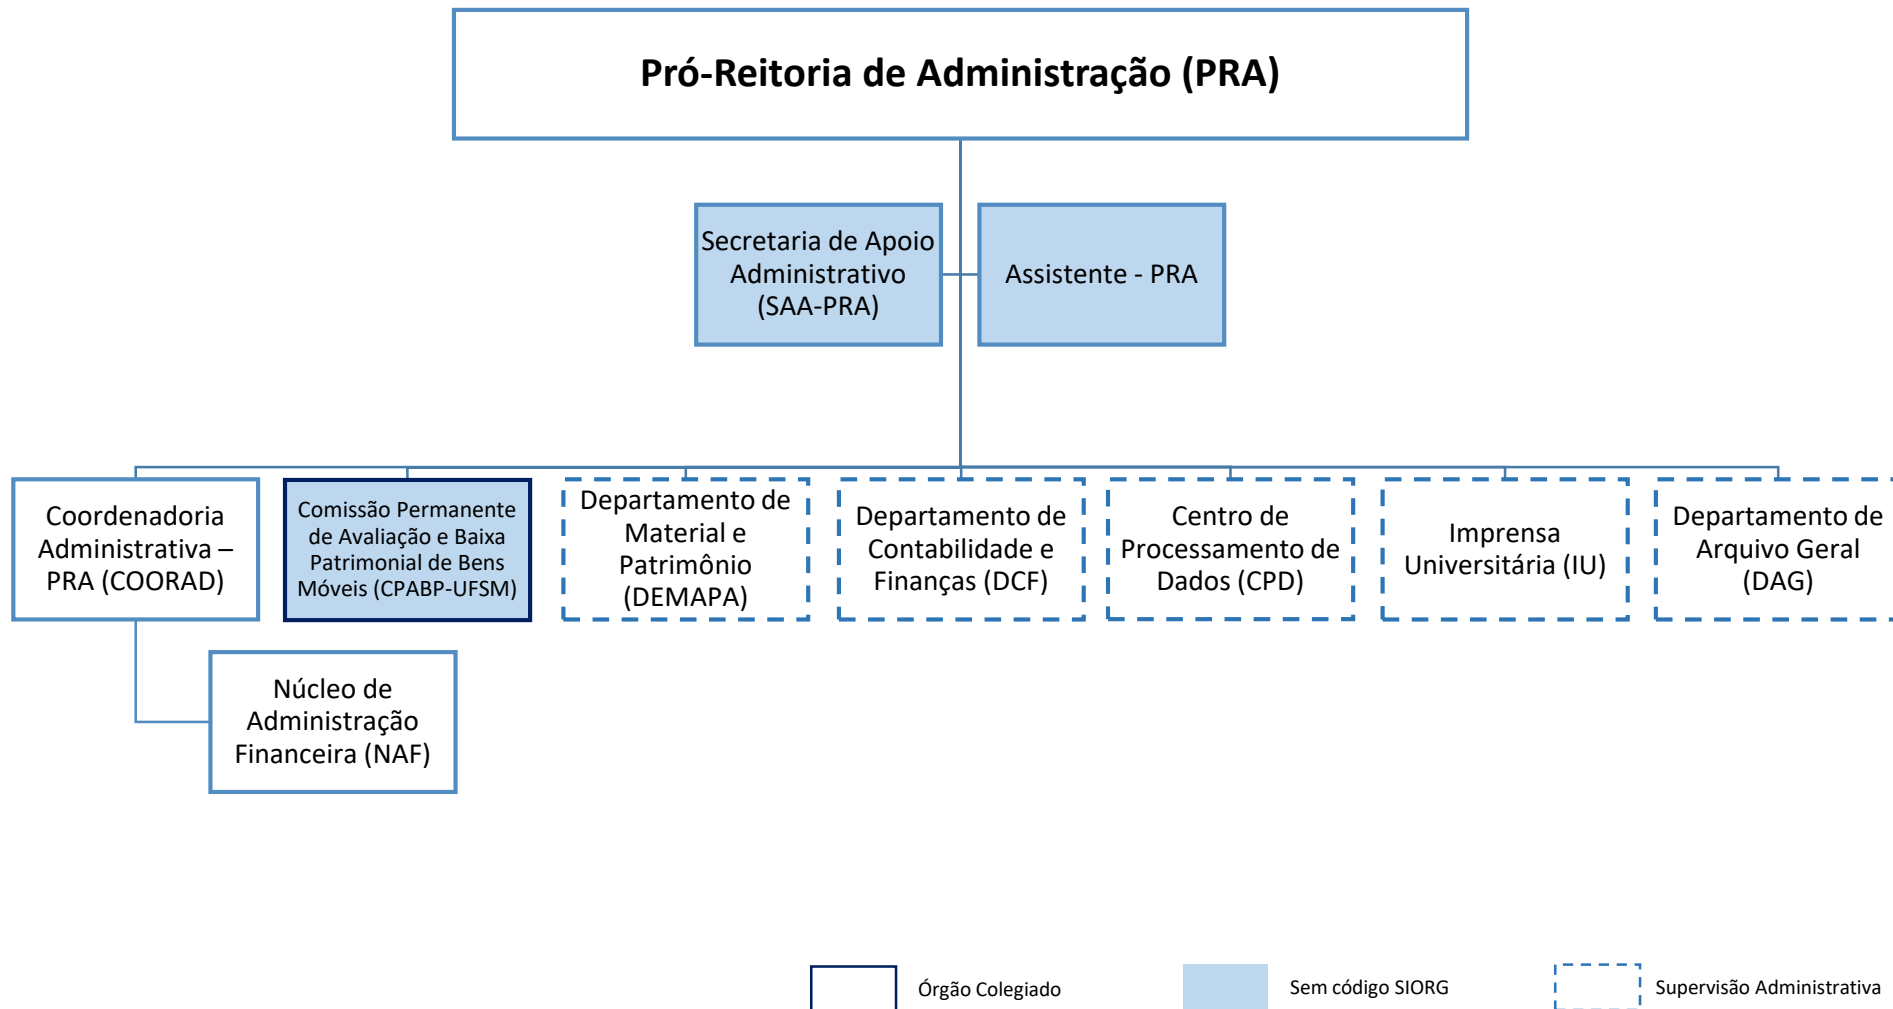 Pró-Reitoria de Administração (PRA)
Secretaria de Apoio
Administrativo
(SAA-PRA)
Assistente - PRA
Coordenadoria
Administrativa –
PRA (COORAD)
Comissão Permanente
de Avaliação e Baixa
Patrimonial de Bens
Móveis (CPABP-UFSM)
Departamento de
Material e
Patrimônio
(DEMAPA)
Departamento de
Contabilidade e
Finanças (DCF)
Centro de
Processamento de
Dados (CPD)
Imprensa
Universitária (IU)
Departamento de
Arquivo Geral
(DAG)
Núcleo de
Administração
Financeira (NAF)
Órgão Colegiado
Sem código SIORG
Supervisão Administrativa